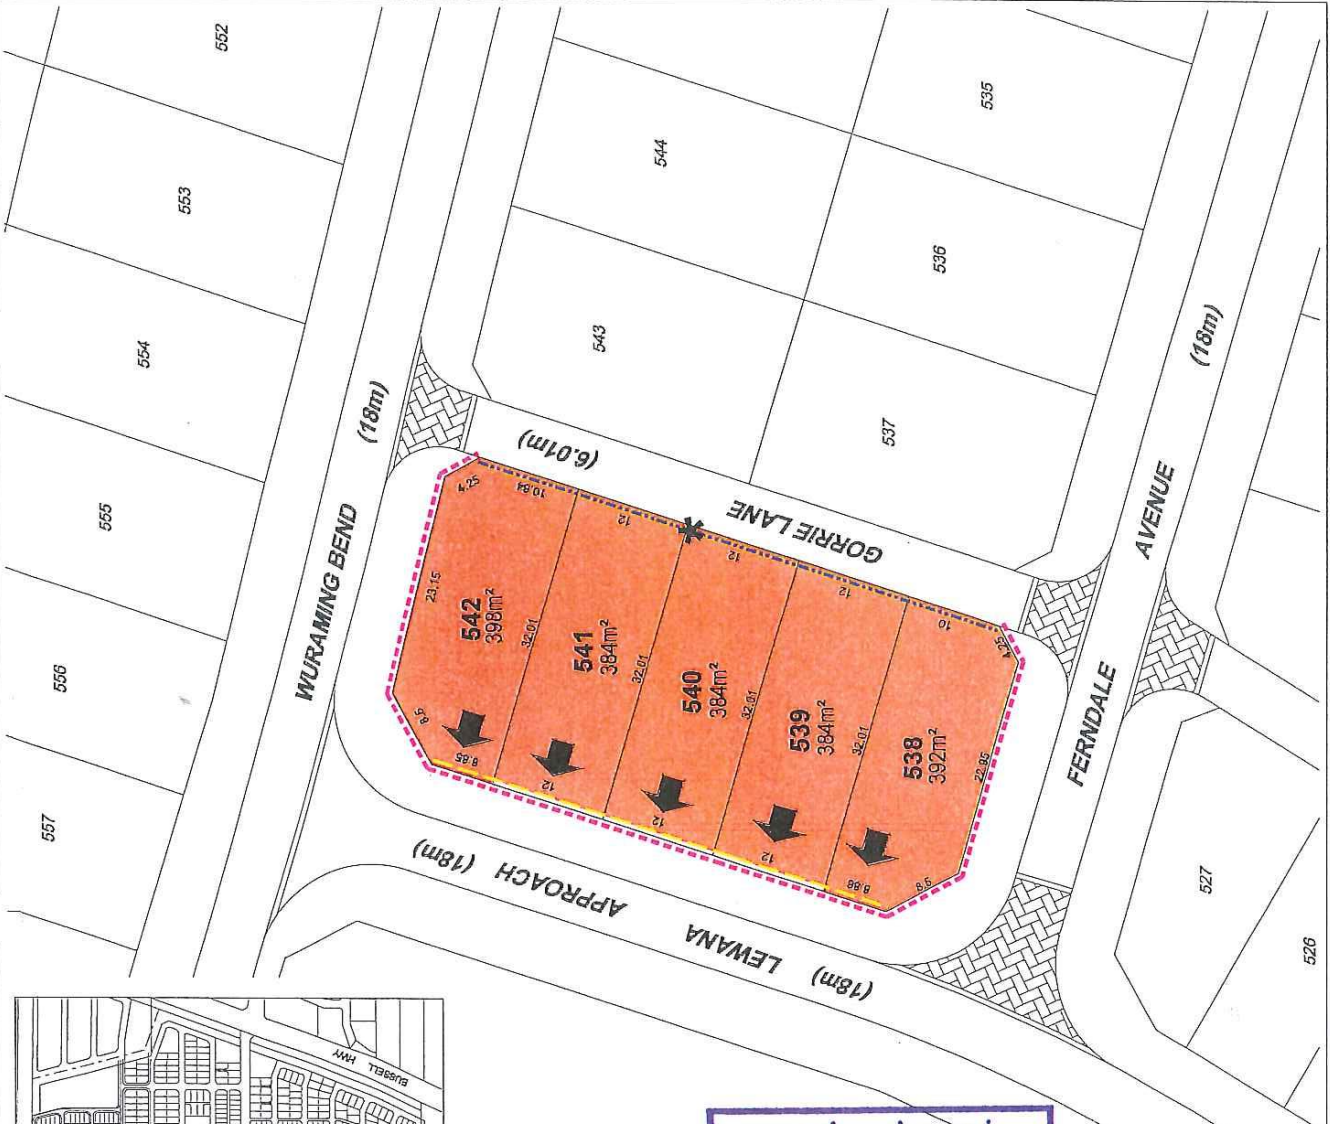 552
553
554
555
556
557
544
543
535
536
537
527
526
WURAMING BEND
(18m)
(6.01m)
GORRIE LANE
FERNDALE
AVENUE
(18m)
LEWANA
APPROACH
(18m)
(18m)
542
398m²
541
384m²
540
384m²
539
384m²
538
392m²
4.25
10.84
12
12
12
10
4.25
23.15
32.01
32.01
32.01
32.01
22.95
8.5
8.85
12
12
12
8.88
8.5
BUSSELL HWY